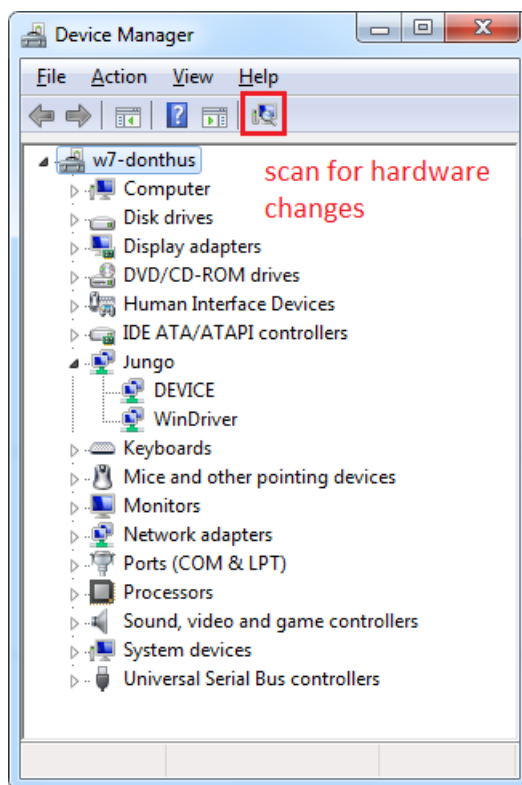 Device Manager
File Action View Help
w7-donthus
scan for hardware
changes
Computer
Disk drives
Display adapters
DVD/CD-ROM drives
Human Interface Devices
IDE ATA/ATAPI controllers
Jungo
DEVICE
WinDriver
Keyboards
Mice and other pointing devices
Monitors
Network adapters
Ports (COM & LPT)
Processors
Sound, video and game controllers
System devices
Universal Serial Bus controllers